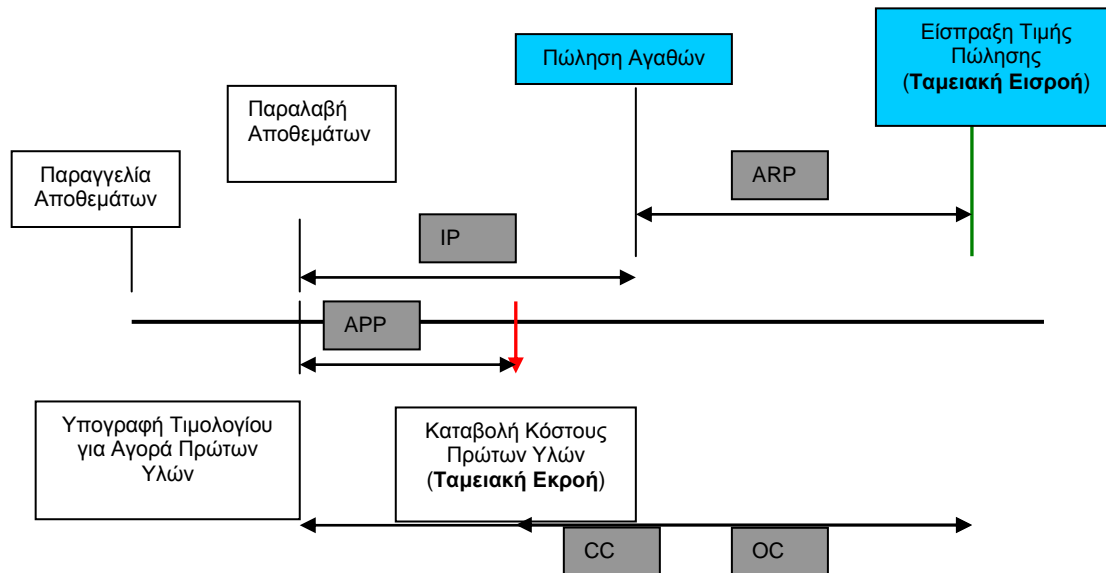 Είσπραξη Τιμής
Πώλησης
(Ταμειακή Εισροή)
Πώληση Αγαθών
Παραλαβή
Αποθεμάτων
Παραγγελία
Αποθεμάτων
ARP
IP
APP
Υπογραφή Τιμολογίου
για Αγορά Πρώτων
Υλών
Καταβολή Κόστους
Πρώτων Υλών
(Ταμειακή Εκροή)
CC
OC